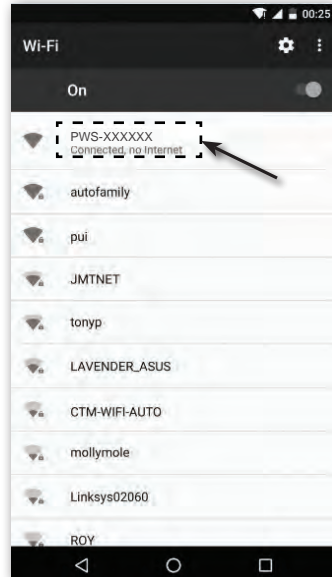 00:25
Wi-Fi
On
PWS-XXXXXX
Connected, no Internet
autofamily
pui
JMTNET
tonyp
LAVENDER_ASUS
CTM-WIFI-AUTO
mollymole
Linksys02060
ROY